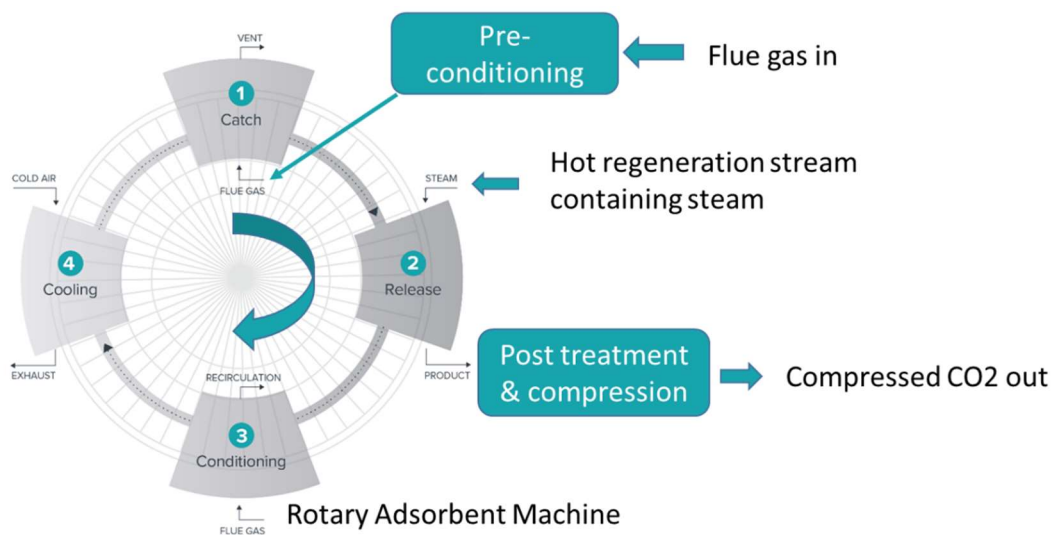 VENT
Pre-
conditioning
Flue gas in
1
Catch
FLUE GAS
COLD AIR
STEAM
Hot regeneration stream
containing steam
4
Cooling
2
Release
EXHAUST
PRODUCT
Post treatment
& compression
Compressed CO2 out
RECIRCULATION
3
Conditioning
FLUE GAS
Rotary Adsorbent Machine